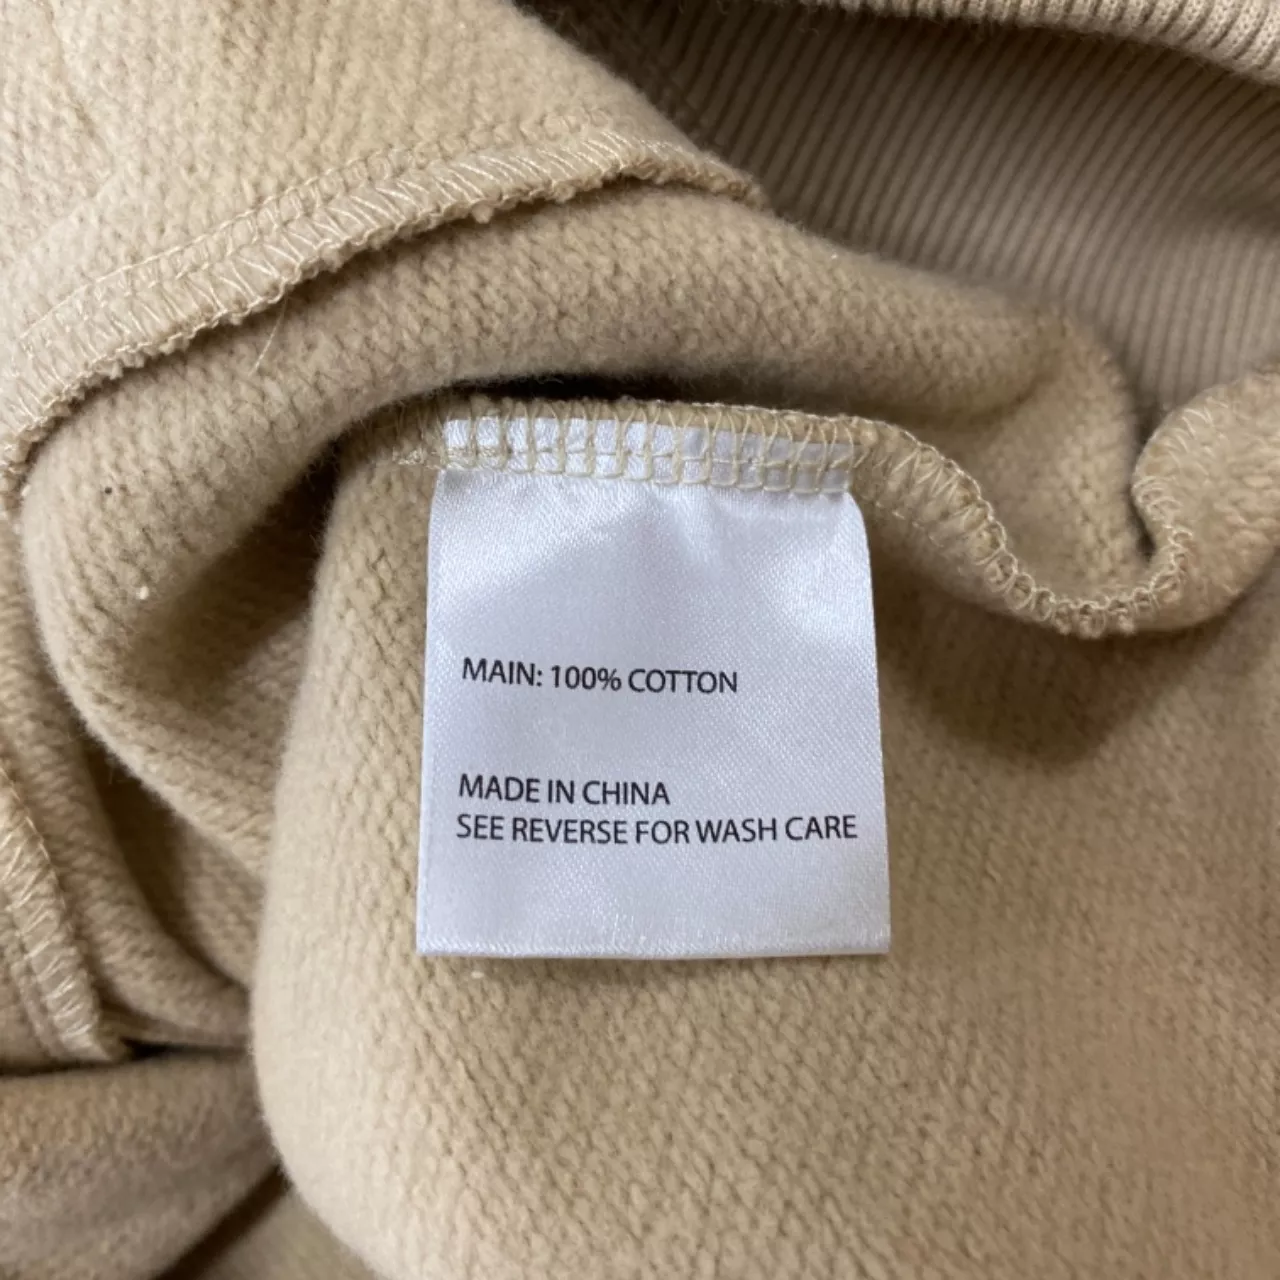 MAIN: 100% COTTON
MADE IN CHINA
SEE REVERSE FOR WASH CARE